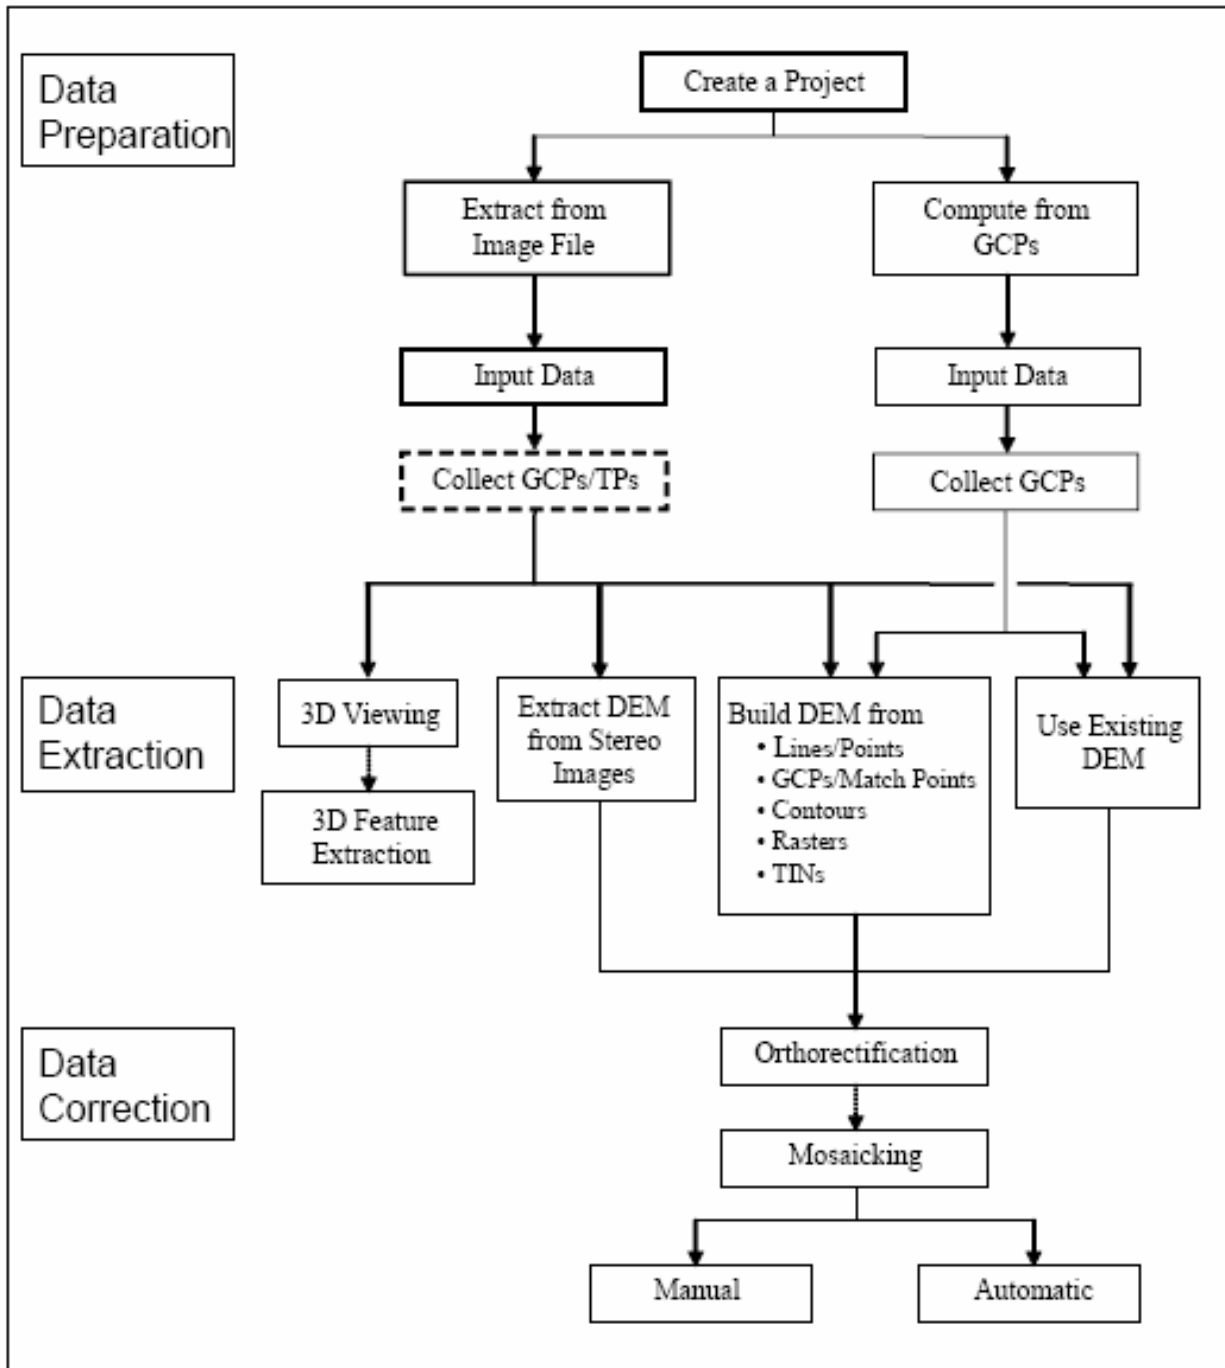 Data
Preparation
Create a Project
Extract from
Image File
Compute from
GCPs
Input Data
Input Data
Collect GCPs/TPs
Collect GCPs
Data
Extraction
3D Viewing
3D Feature
Extraction
Extract DEM
from Stereo
Images
Build DEM from
• Lines/Points
• GCPs/Match Points
• Contours
• Rasters
• TINs
Use Existing
DEM
Data
Correction
Orthorectification
Mosaicking
Manual
Automatic